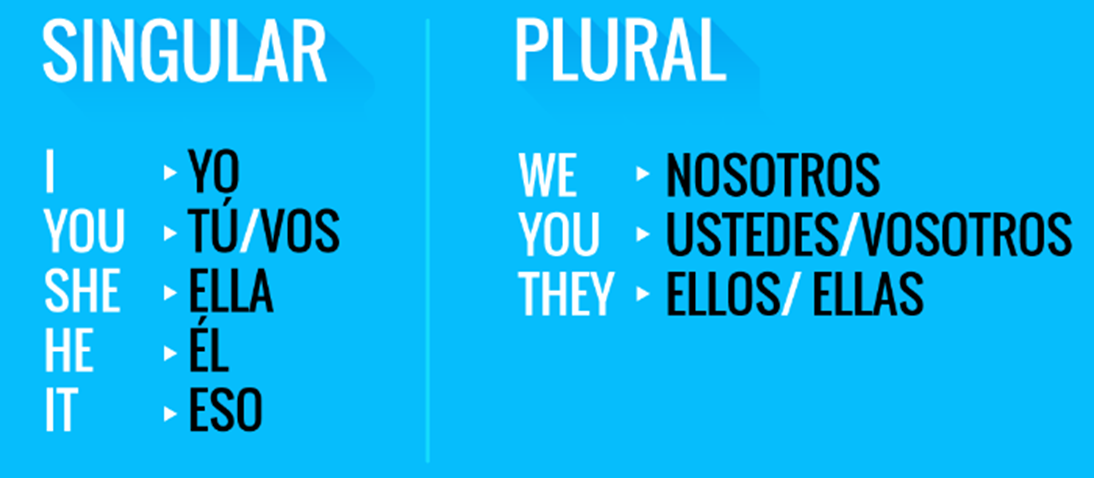 SINGULAR
I ▸ YO
YOU ▸ TÚ/VOS
SHE ▸ ELLA
HE ▸ ÉL
IT ▸ ESO
PLURAL
WE ▸ NOSOTROS
YOU ▸ USTEDES/VOSOTROS
THEY ▸ ELLOS/ ELLAS